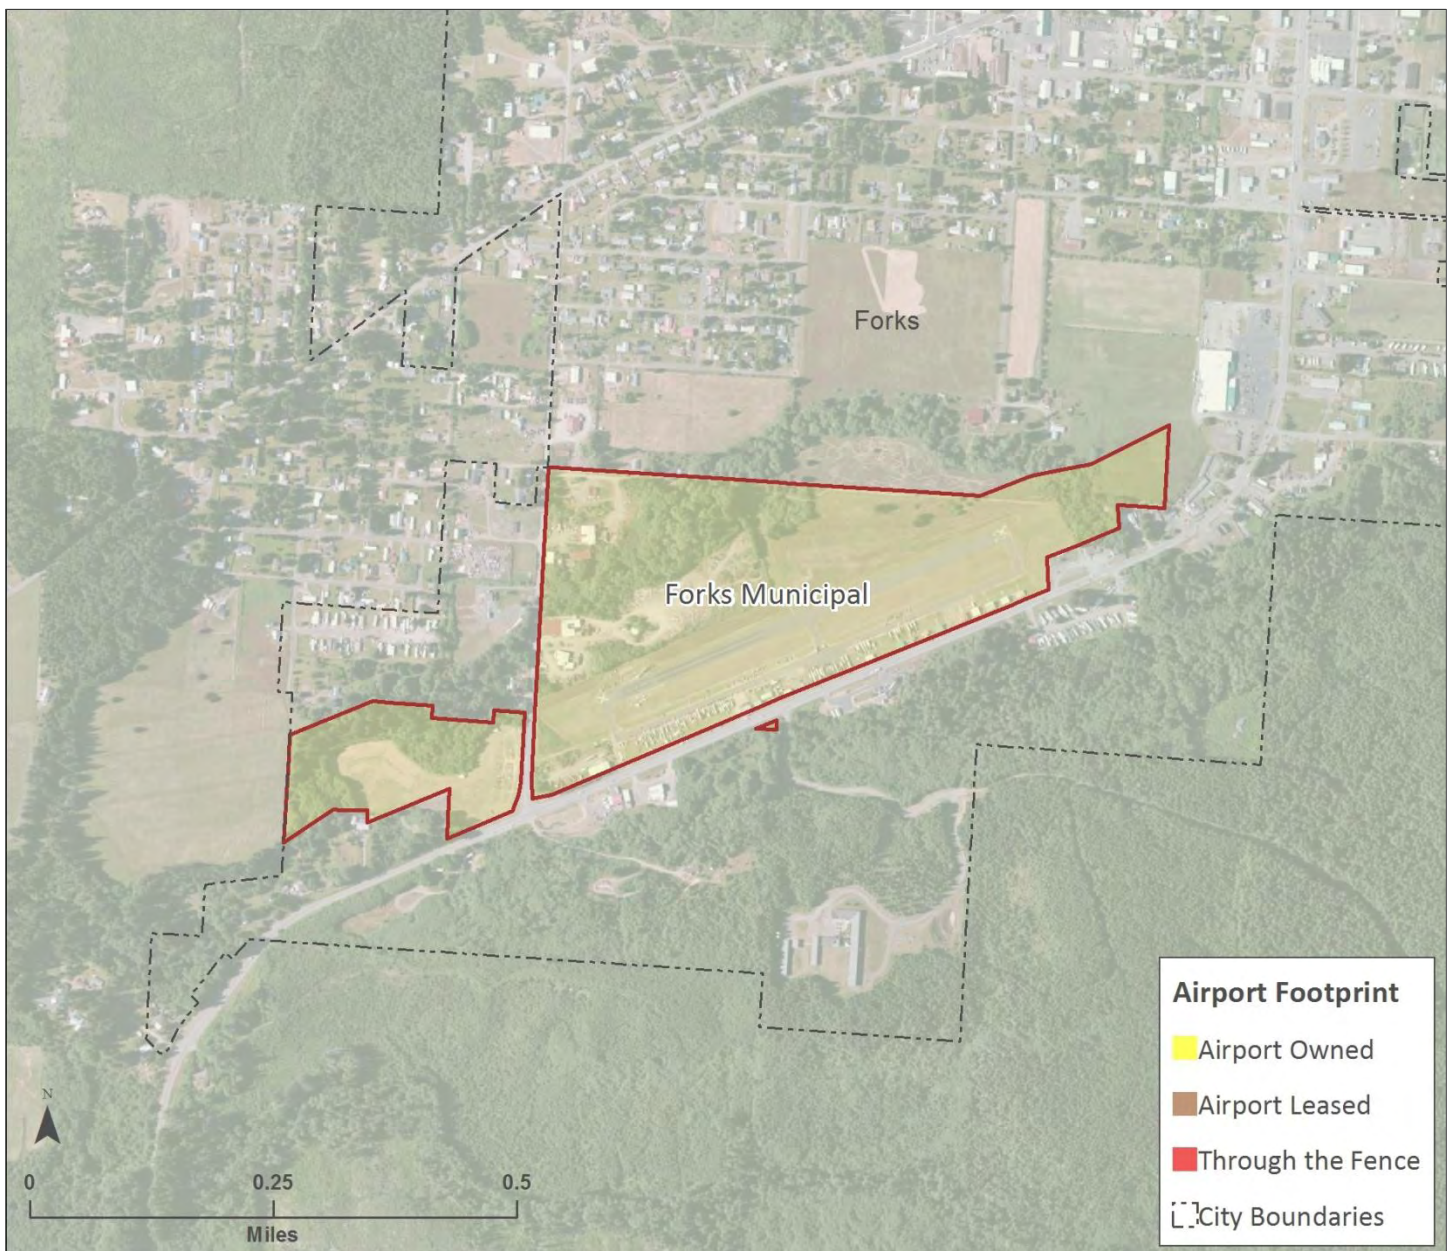 Forks
Forks Municipal
Airport Footprint
Airport Owned
Airport Leased
Through the Fence
City Boundaries
N
0 0.25 0.5
Miles